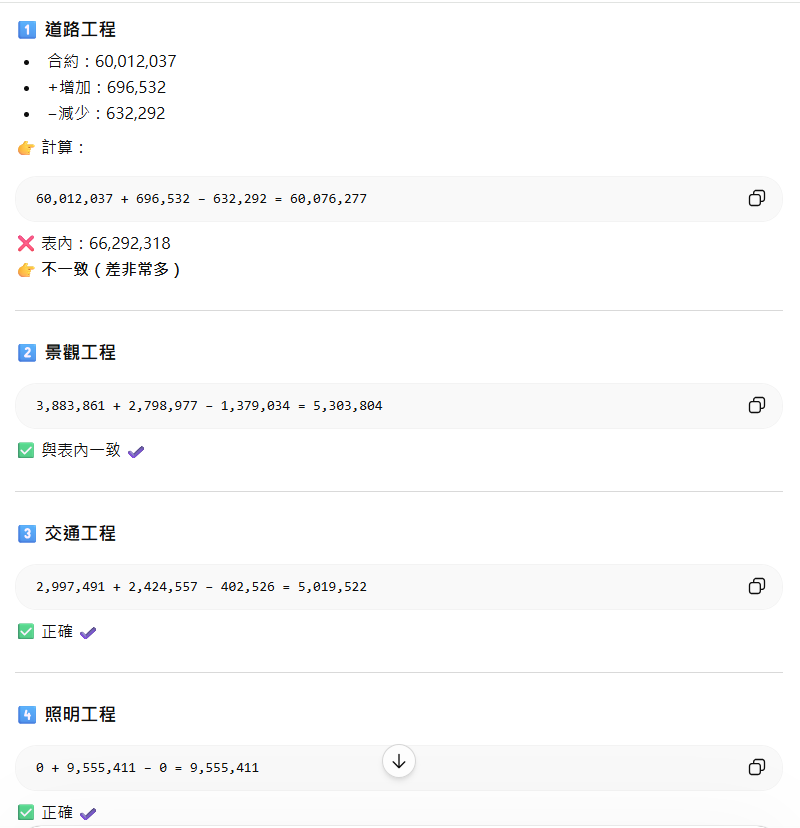 1 道路工程
• 合約：60,012,037
• +增加：696,532
• −減少：632,292
👉 計算：
60,012,037 + 696,532 − 632,292 = 60,076,277
❌ 表內：66,292,318
👉 不一致（差非常多）
2 景觀工程
3,883,861 + 2,798,977 − 1,379,034 = 5,303,804
✅ 與表內一致 ✔
3 交通工程
2,997,491 + 2,424,557 − 402,526 = 5,019,522
✅ 正確 ✔
4 照明工程
0 + 9,555,411 − 0 = 9,555,411
✅ 正確 ✔